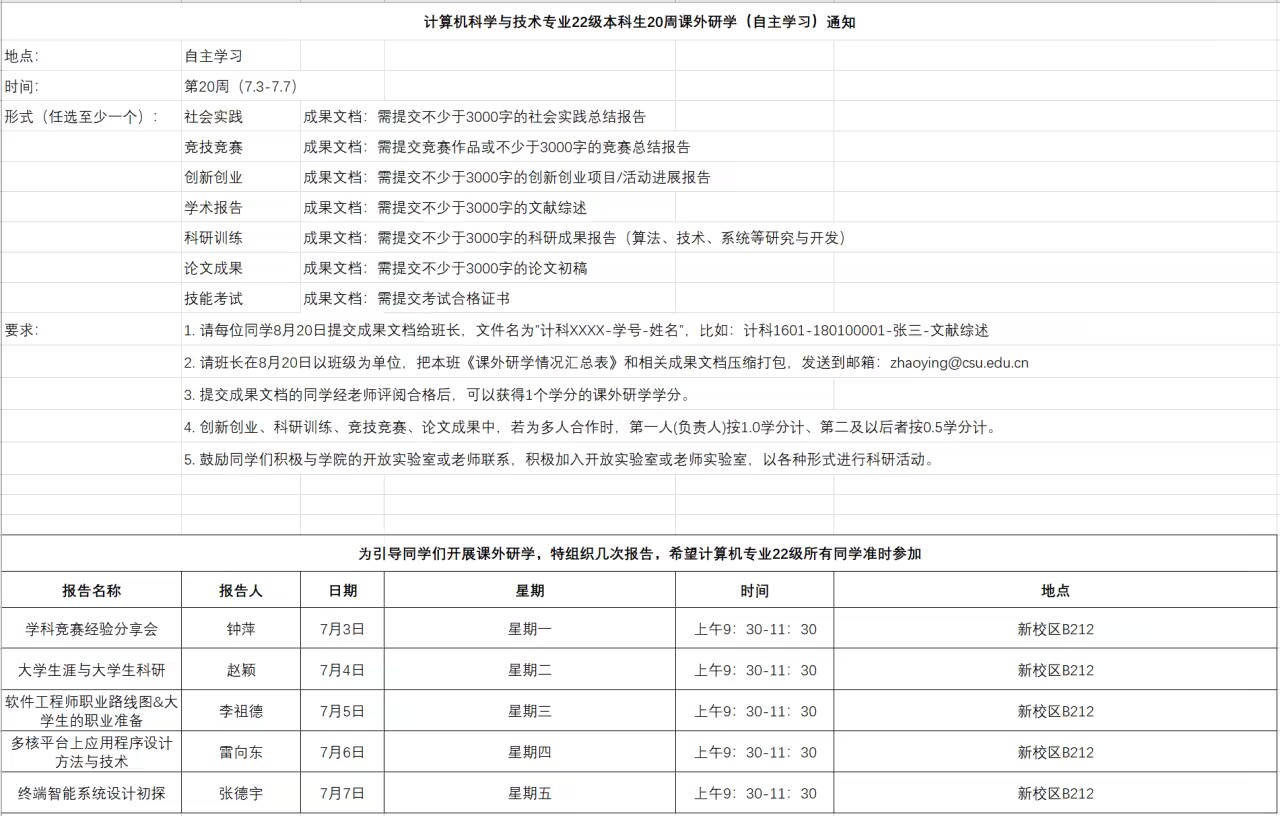 计算机科学与技术专业22级本科生20周课外研学（自主学习）通知
地点： 自主学习
时间： 第20周（7.3-7.7）
形式（任选至少一个）： 社会实践 成果文档：需提交不少于3000字的社会实践总结报告
竞技竞赛 成果文档：需提交竞赛作品或不少于3000字的竞赛总结报告
创新创业 成果文档：需提交不少于3000字的创新创业项目/活动进展报告
学术报告 成果文档：需提交不少于3000字的文献综述
科研训练 成果文档：需提交不少于3000字的科研成果报告（算法、技术、系统等研究与开发）
论文成果 成果文档：需提交不少于3000字的论文初稿
技能考试 成果文档：需提交考试合格证书
要求： 1. 请每位同学8月20日提交成果文档给班长，文件名为"计科XXXX-学号-姓名"，比如：计科1601-180100001-张三-文献综述
2. 请班长在8月20日以班级为单位，把本班《课外研学情况汇总表》和相关成果文档压缩打包，发送到邮箱：zhaoying@csu.edu.cn
3. 提交成果文档的同学经老师评阅合格后，可以获得1个学分的课外研学学分。
4. 创新创业、科研训练、竞技竞赛、论文成果中，若为多人合作时，第一人(负责人)按1.0学分计、第二及以后者按0.5学分计。
5. 鼓励同学们积极与学院的开放实验室或老师联系，积极加入开放实验室或老师实验室，以各种形式进行科研活动。
为引导同学们开展课外研学，特组织几次报告，希望计算机专业22级所有同学准时参加
报告名称 报告人 日期 星期 时间 地点
学科竞赛经验分享会 钟萍 7月3日 星期一 上午9：30-11：30 新校区B212
大学生涯与大学生科研 赵颖 7月4日 星期二 上午9：30-11：30 新校区B212
软件工程师职业路线图&大
学生的职业准备 李祖德 7月5日 星期三 上午9：30-11：30 新校区B212
多核平台上应用程序设计
方法与技术 雷向东 7月6日 星期四 上午9：30-11：30 新校区B212
终端智能系统设计初探 张德宇 7月7日 星期五 上午9：30-11：30 新校区B212